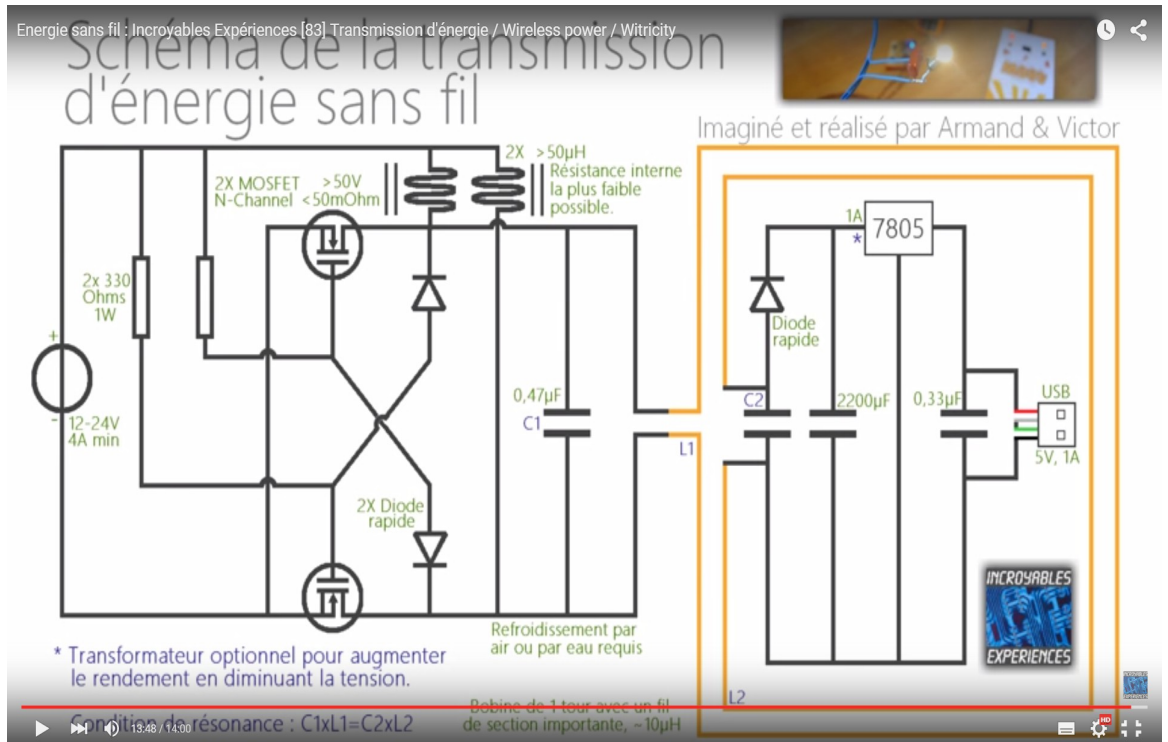 Energie sans fil : Incroyables Expériences [83] Transmission d'énergie / Wireless power / Witricity
Schéma de la transmission
d'énergie sans fil
Imaginé et réalisé par Armand & Victor
2X >50µH
Résistance interne
la plus faible
possible.
2X MOSFET >50V
N-Channel <50mOhm
1A
*
7805
2x 330
Ohms
1W
+
-
12-24V
4A min
Diode
rapide
0,47µF
C1
C2
2200µF
0,33µF
USB
5V, 1A
L1
2X Diode
rapide
Refroidissement par
air ou par eau requis
INCROYABLES
EXPERIENCES
* Transformateur optionnel pour augmenter
le rendement en diminuant la tension.
L2
Condition de résonance : C1xL1=C2xL2
Bobine de 1 tour avec un fil
de section importante, ~10µH
13:48 / 14:00
HD